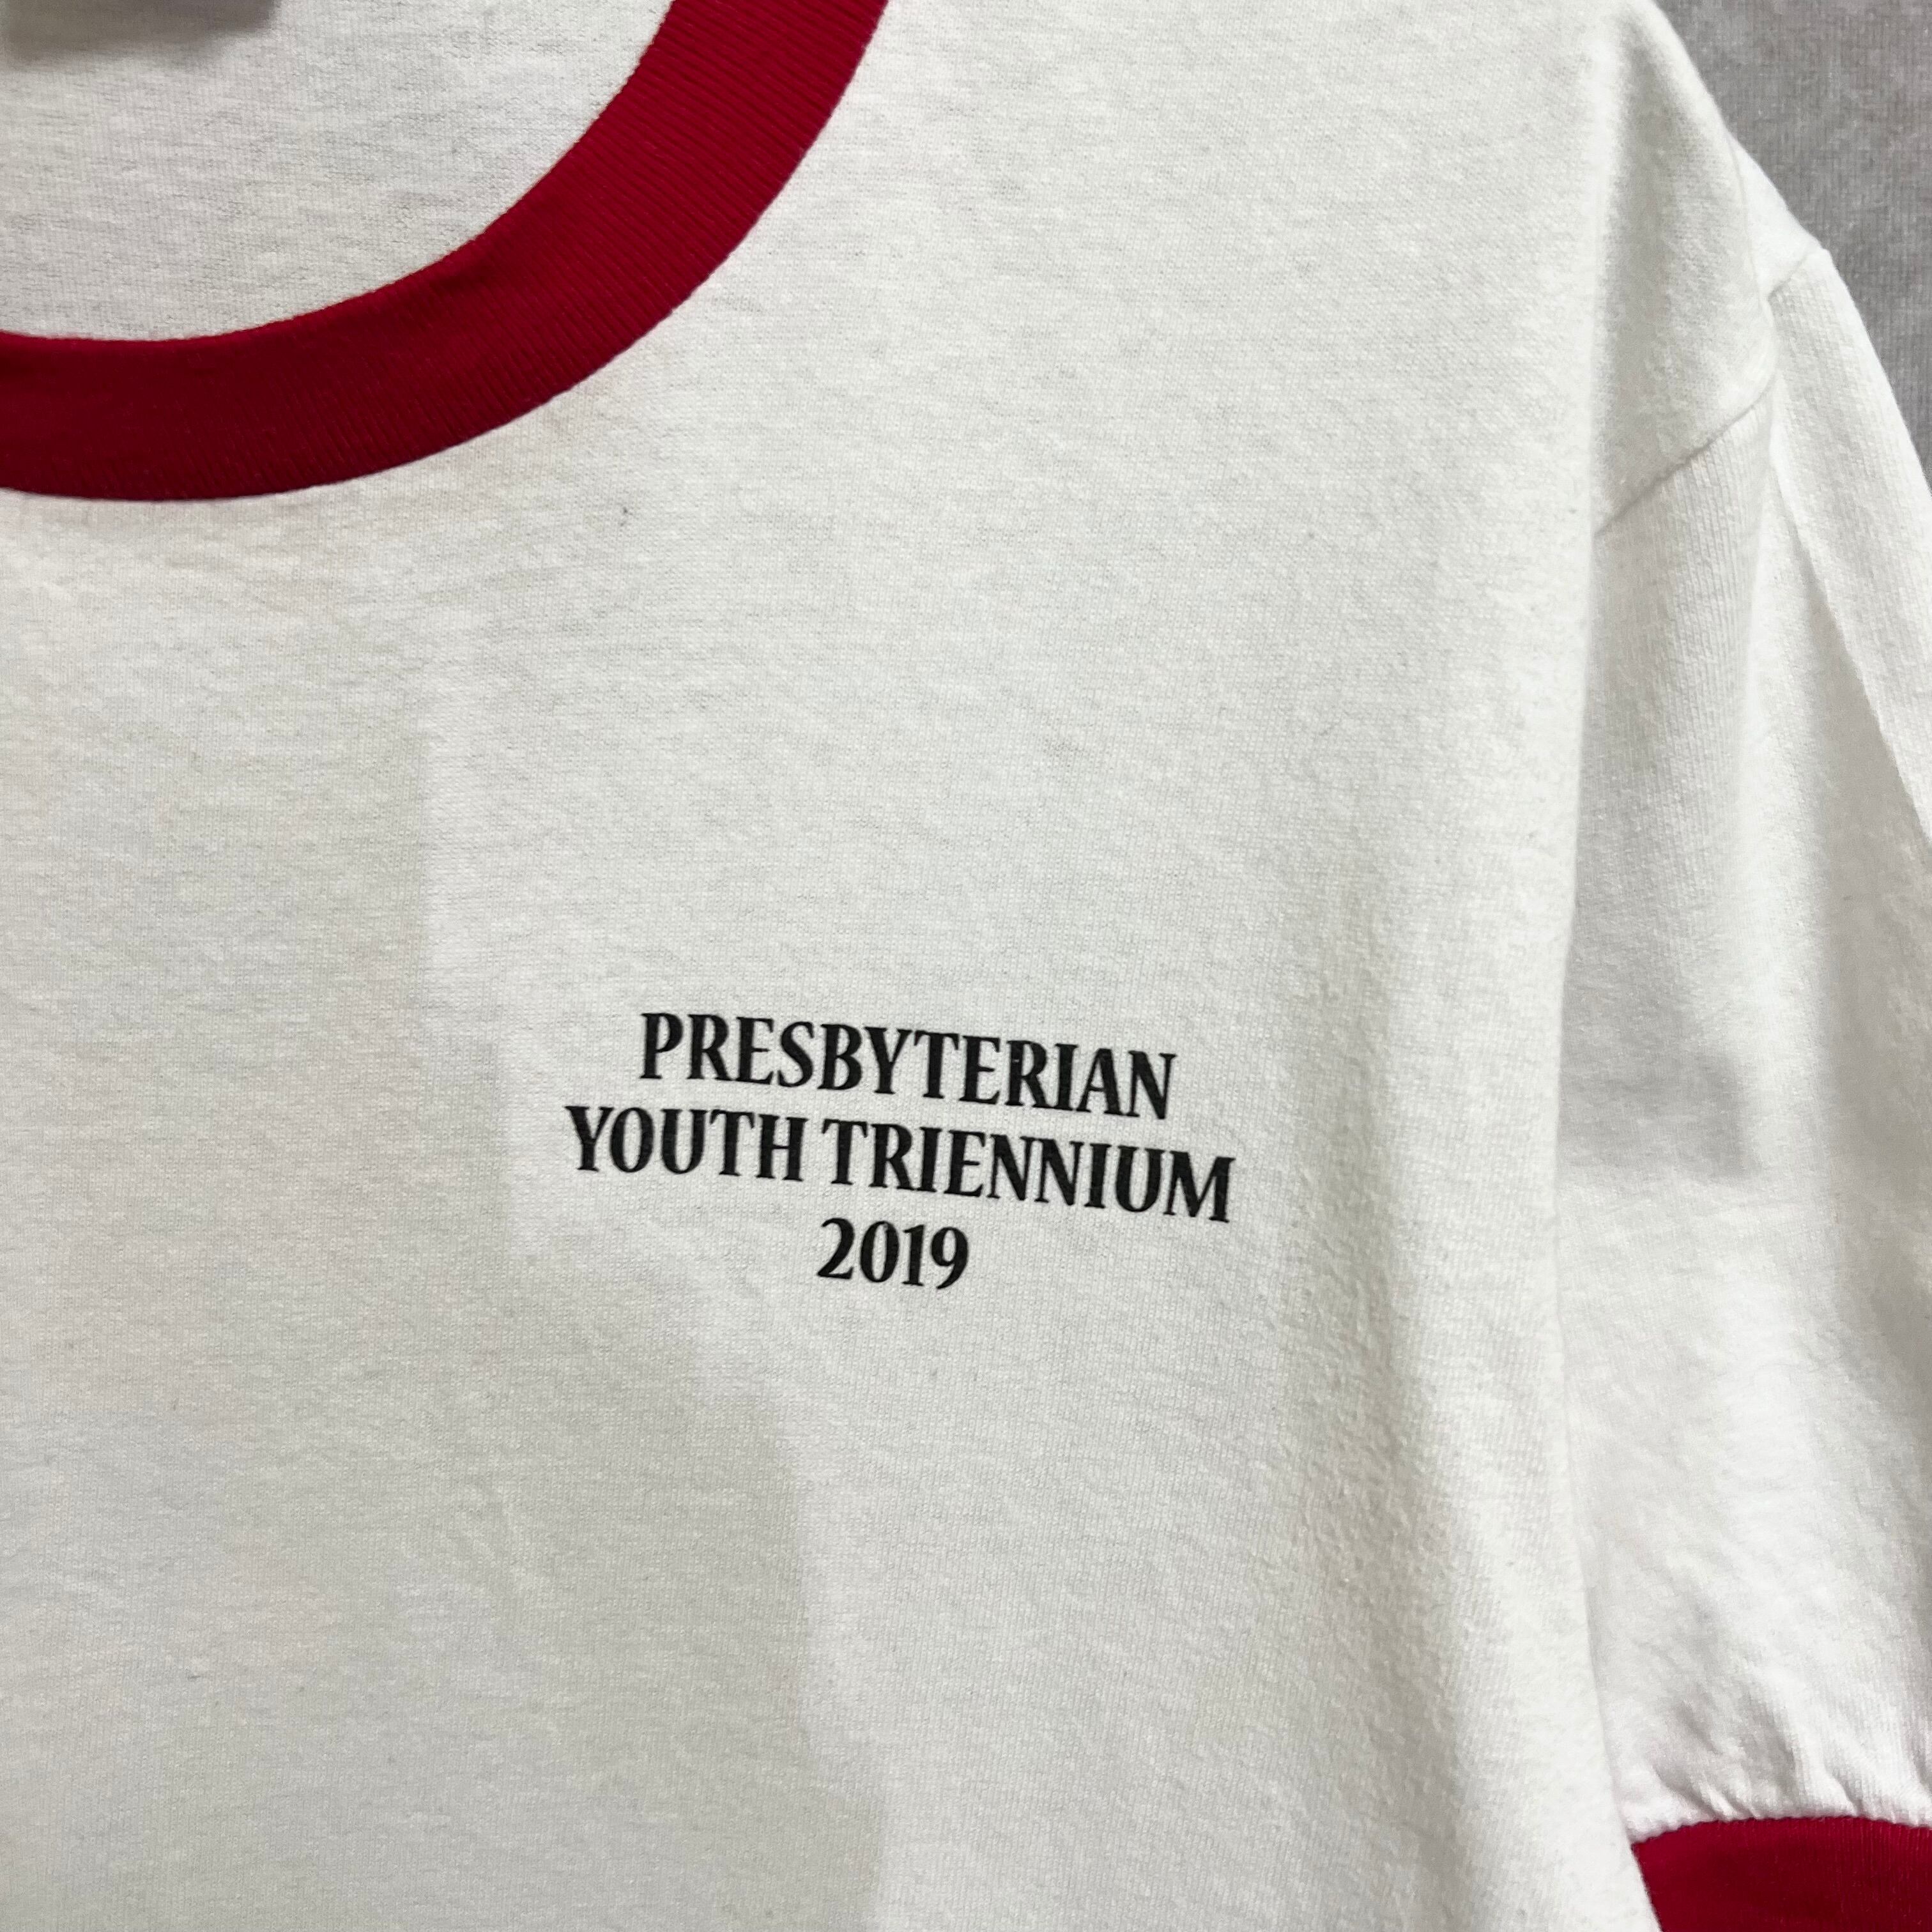 PRESBYTERIAN
YOUTH TRIENNIUM
2019